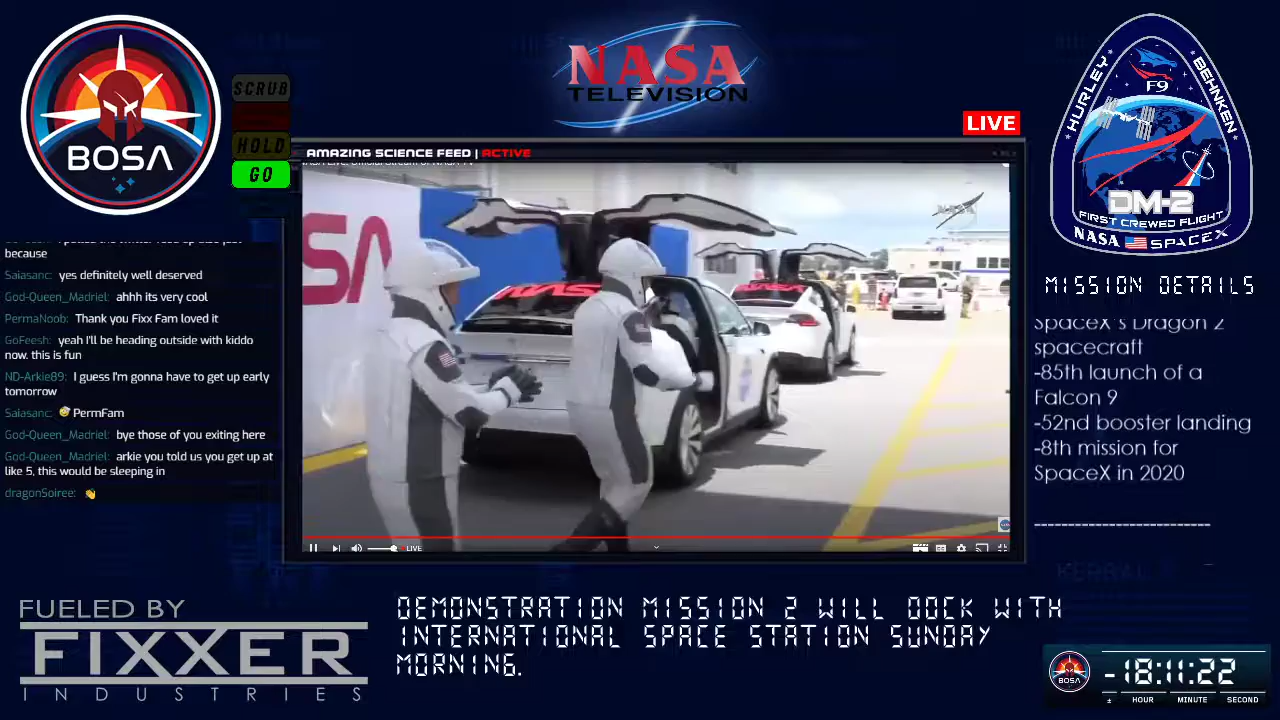 BOSA
SCRUB
HOLD
GO
NASA
TELEVISION
LIVE
AMAZING SCIENCE FEED | ACTIVE
NASA
LIVE
because
Salasanc: yes definitely well deserved
God-Queen_Madriel: ahhh its very cool
PermaNoob: Thank you Fixx Fam loved it
GoFeesh: yeah I'll be heading outside with kiddo
now. this is fun
ND-Arkie89: I guess I'm gonna have to get up early
tomorrow
Salasanc: 🤣 PermFam
God-Queen_Madriel: bye those of you exiting here
God-Queen_Madriel: arkie you told us you get up at
like 5, this would be sleeping in
dragonSoiree: 👏
HURLEY
BEHNKEN
F9
DM-2
FIRST CREWED FLIGHT
NASA SPACEX
MISSION DETAILS
SpaceX's Dragon 2
spacecraft
-85th launch of a
Falcon 9
-52nd booster landing
-8th mission for
SpaceX in 2020
--------------------------
FUELED BY
FIXXER
INDUSTRIES
DEMONSTRATION MISSION 2 WILL DOCK WITH
INTERNATIONAL SPACE STATION SUNDAY
MORNING.
BOSA
-18:11:22
± HOUR MINUTE SECOND